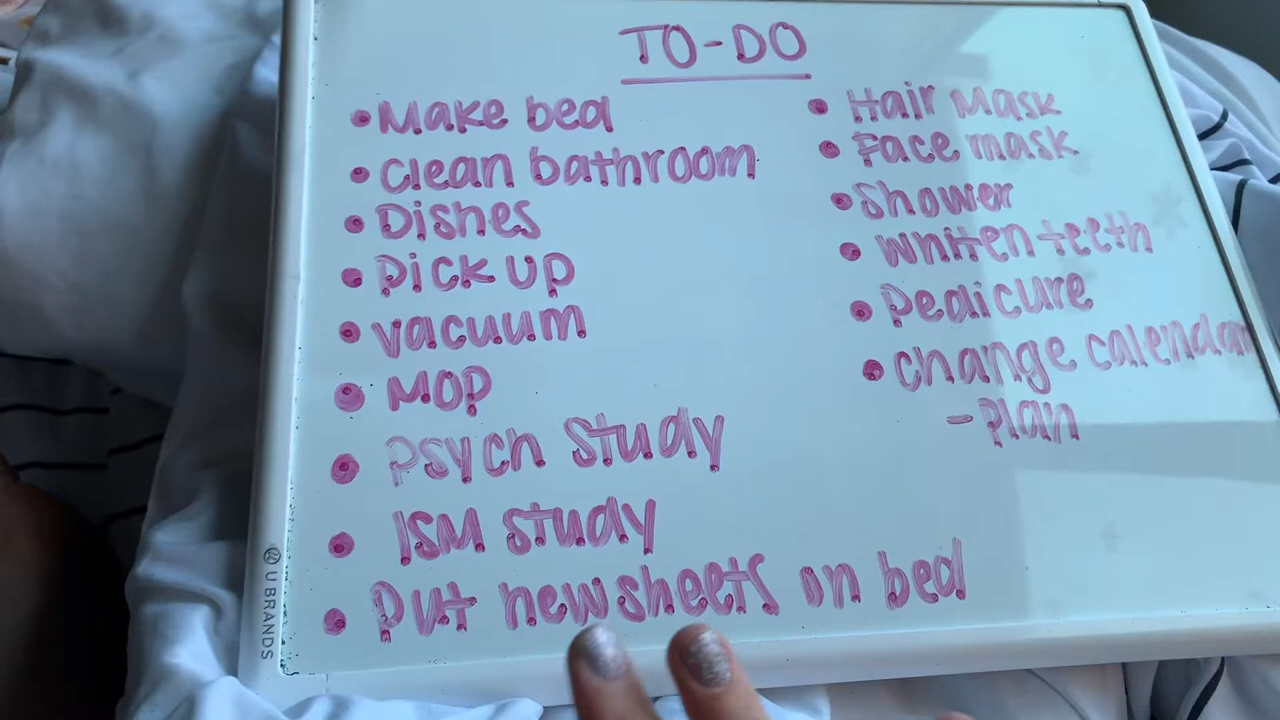 TO-DO
• Make bed
• Clean bathroom
• Dishes
• Pick up
• vacuum
• MOP
• Psych study
• ISM study
• Put new sheets on bed
• Hair Mask
• Face mask
• Shower
• Whiten teeth
• Pedicure
• Change calendar
- Plan
U BRANDS